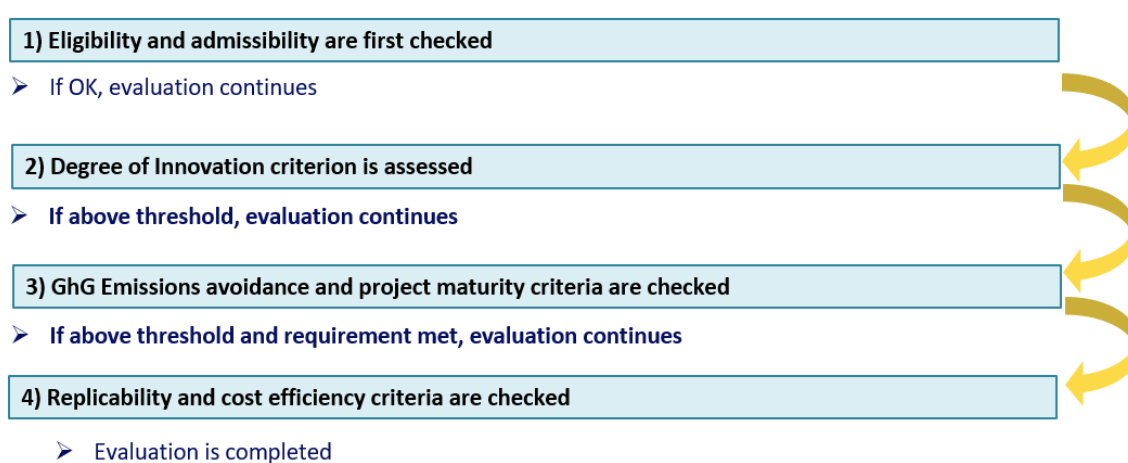 1) Eligibility and admissibility are first checked
➢ If OK, evaluation continues
2) Degree of Innovation criterion is assessed
➢ If above threshold, evaluation continues
3) GhG Emissions avoidance and project maturity criteria are checked
➢ If above threshold and requirement met, evaluation continues
4) Replicability and cost efficiency criteria are checked
➢ Evaluation is completed